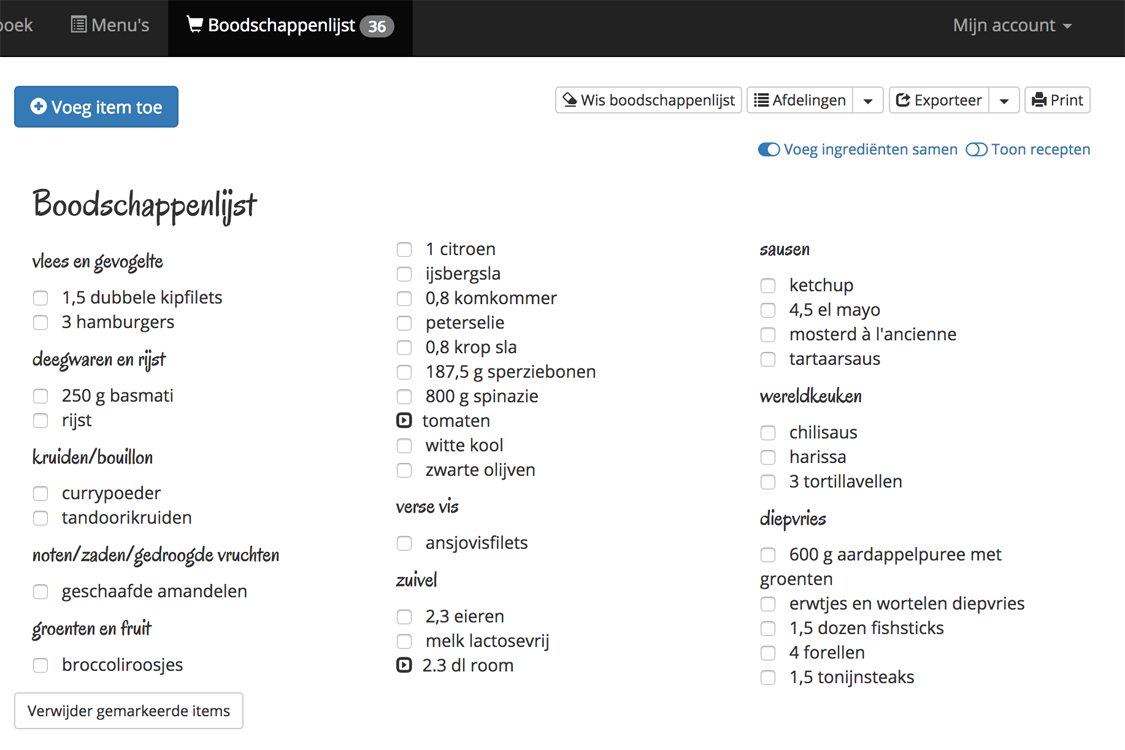 oek
Menu's
Boodschappenlijst 36
Mijn account
Voeg item toe
Wis boodschappenlijst
Afdelingen
Exporteer
Print
Voeg ingrediënten samen
Toon recepten
Boodschappenlijst
vlees en gevogelte
1,5 dubbele kipfilets
3 hamburgers
deegwaren en rijst
250 g basmati
rijst
kruiden/bouillon
currypoeder
tandoorikruiden
noten/zaden/gedroogde vruchten
geschaafde amandelen
groenten en fruit
broccoliroosjes
1 citroen
ijsbergsla
0,8 komkommer
peterselie
0,8 krop sla
187,5 g sperziebonen
800 g spinazie
tomaten
witte kool
zwarte olijven
verse vis
ansjovisfilets
zuivel
2,3 eieren
melk lactosevrij
2.3 dl room
sausen
ketchup
4,5 el mayo
mosterd à l'ancienne
tartaarsaus
wereldkeuken
chilisaus
harissa
3 tortillavellen
diepvries
600 g aardappelpuree met
groenten
erwtjes en wortelen diepvries
1,5 dozen fishsticks
4 forellen
1,5 tonijnsteaks
Verwijder gemarkeerde items